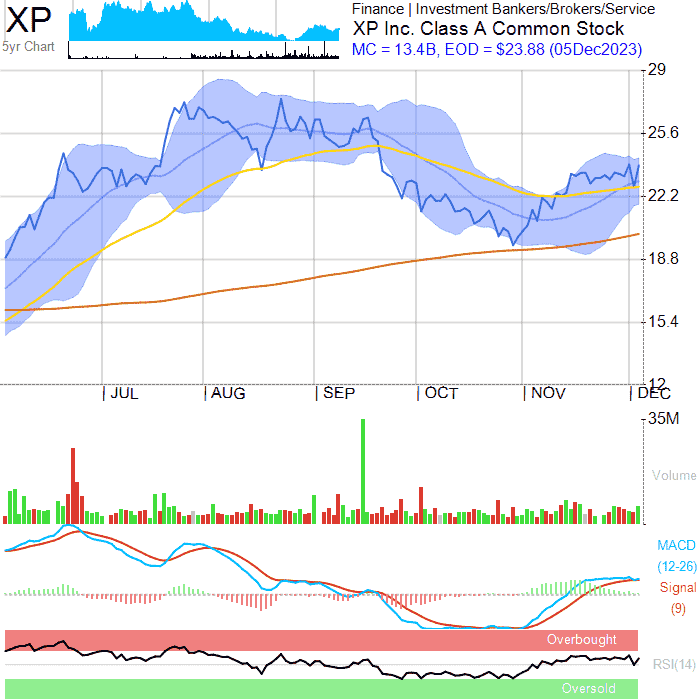 XP
5yr Chart
Finance | Investment Bankers/Brokers/Service
XP Inc. Class A Common Stock
MC = 13.4B, EOD = $23.88 (05Dec2023)
29
25.6
22.2
18.8
15.4
12
JUL
AUG
SEP
OCT
NOV
DEC
35M
Volume
MACD
(12-26)
Signal
(9)
Overbought
RSI(14)
Oversold